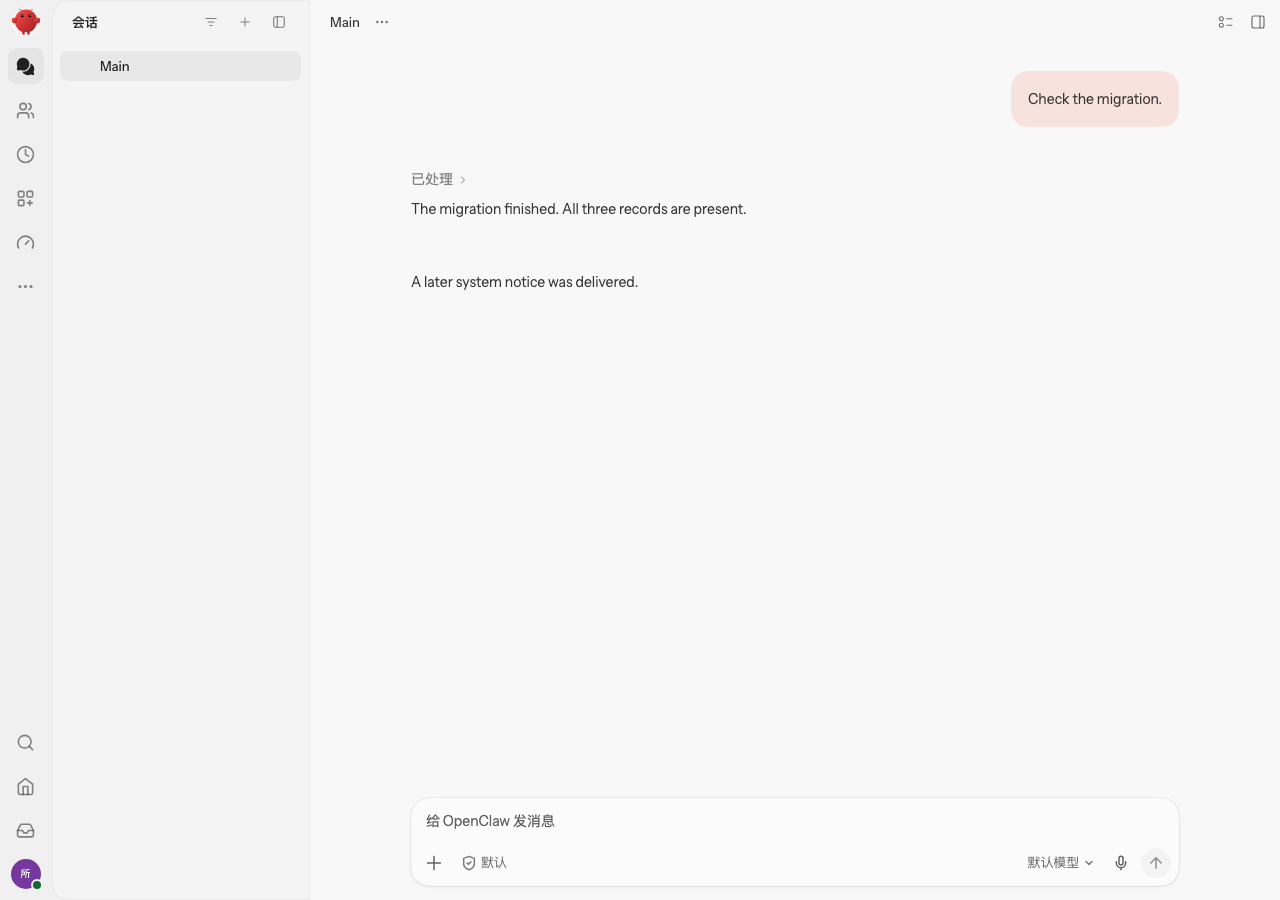 会话
Main
Main
Check the migration.
已处理
The migration finished. All three records are present.
A later system notice was delivered.
给 OpenClaw 发消息
默认
默认模型
所